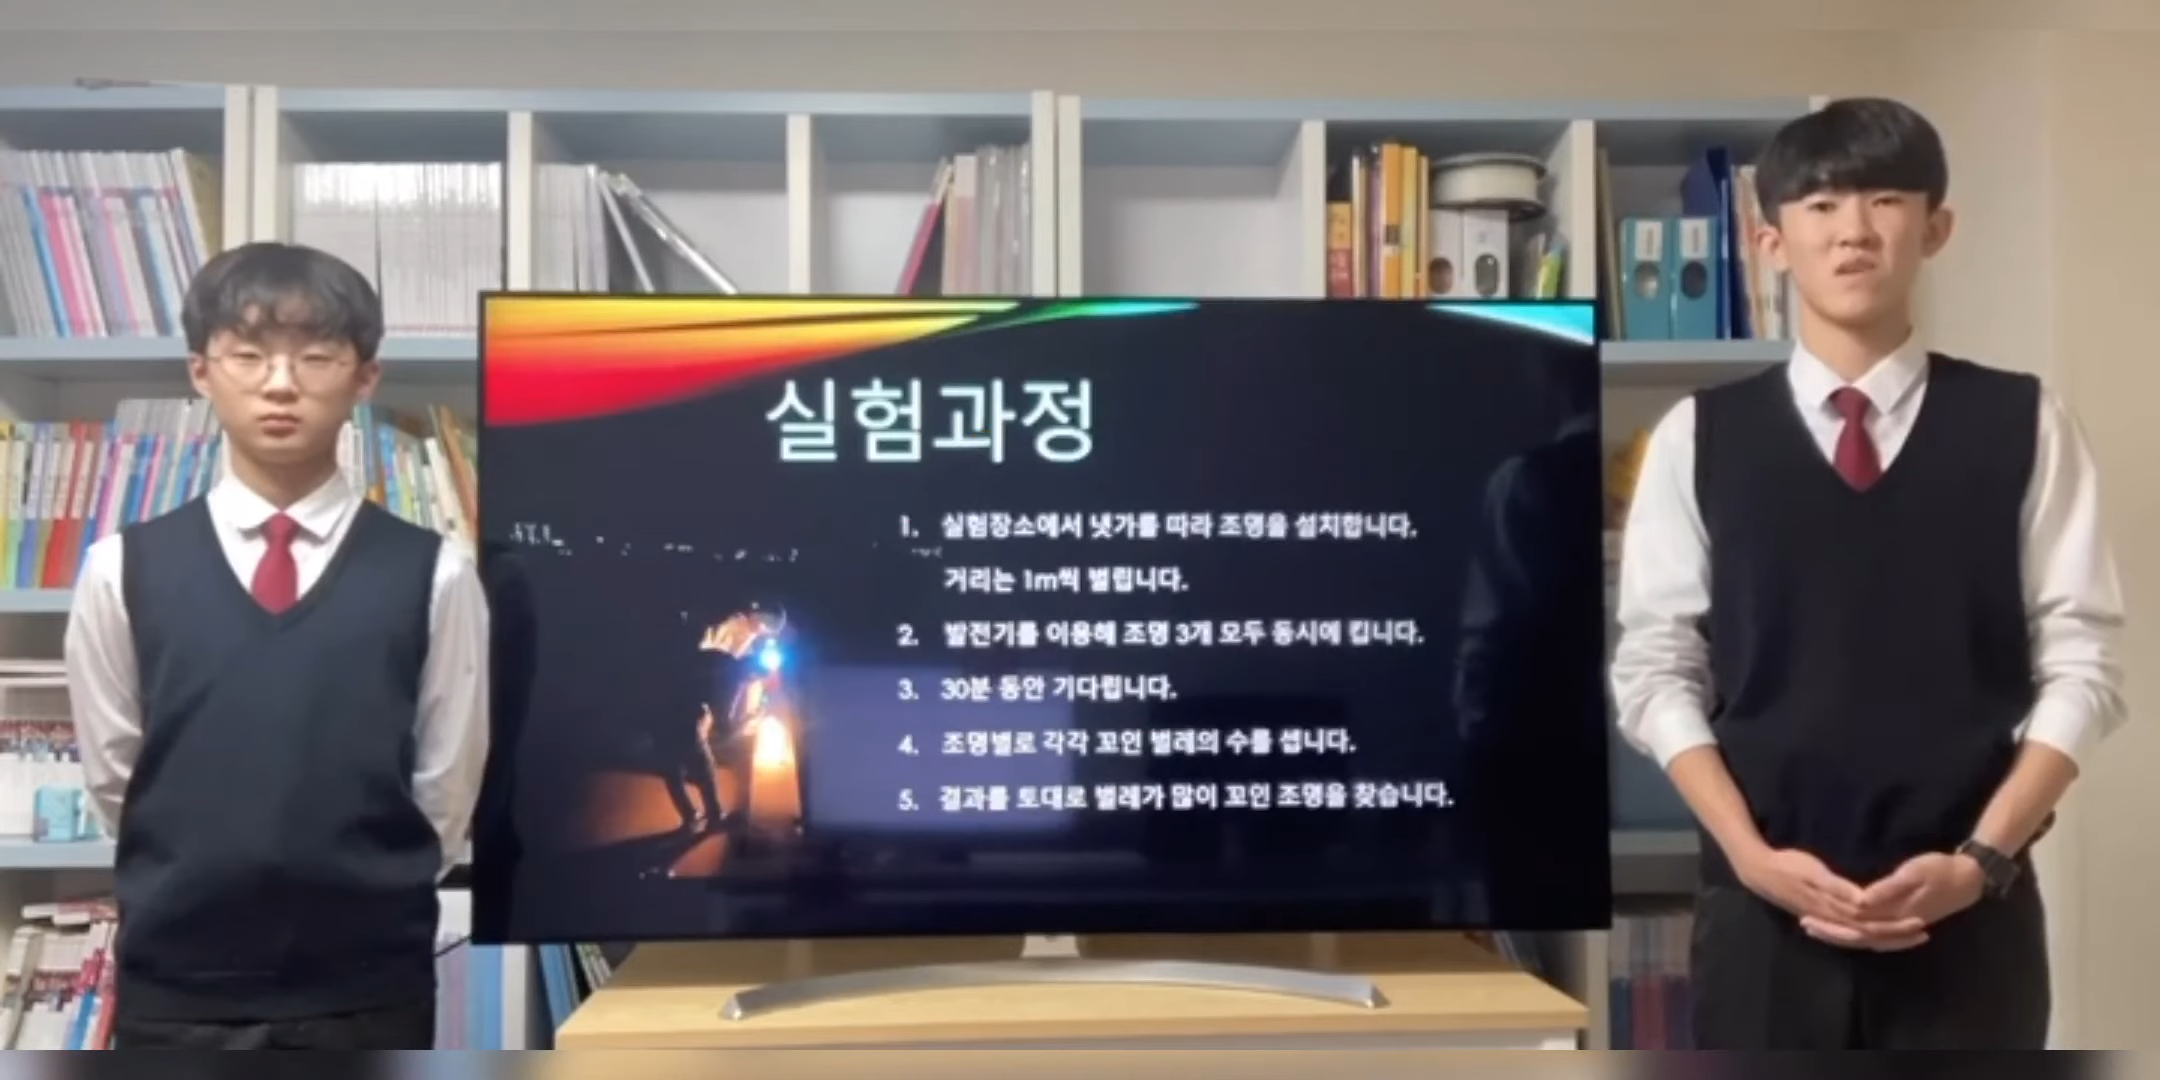 실험과정
1. 실험장소에서 냇가를 따라 조명을 설치합니다.
거리는 1m씩 벌립니다.
2. 발전기를 이용해 조명 3개 모두 동시에 킵니다.
3. 30분 동안 기다립니다.
4. 조명별로 각각 꼬인 벌레의 수를 셉니다.
5. 결과를 토대로 벌레가 많이 꼬인 조명을 찾습니다.